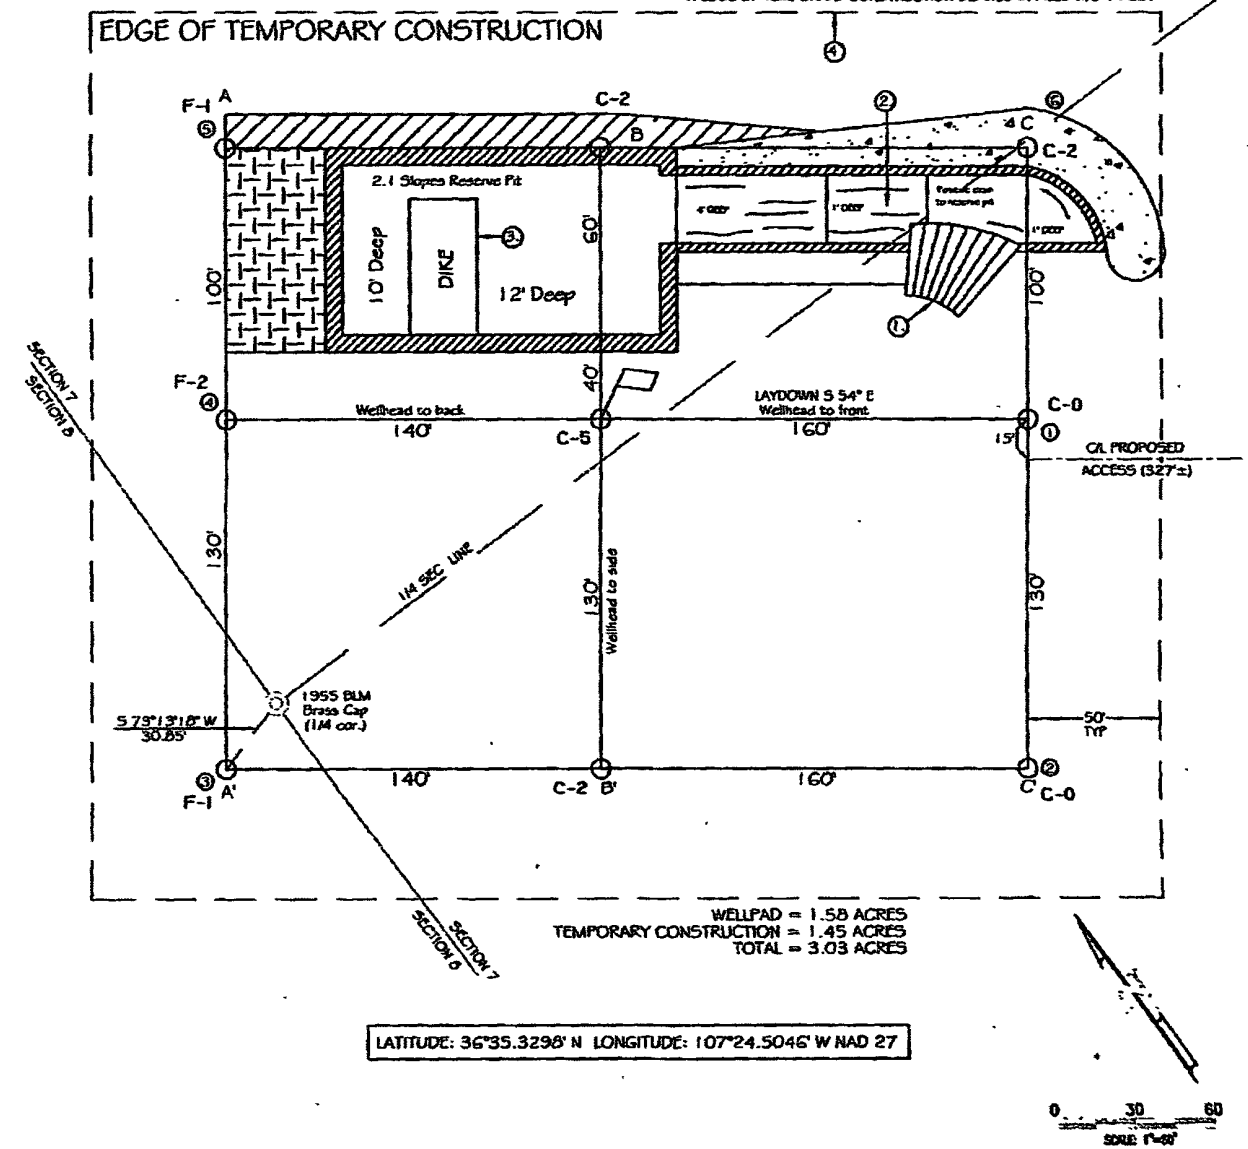 EDGE OF TEMPORARY CONSTRUCTION
4
A
F-1
5
C-2
B
2
6
C
C-2
2.1 Slopes Reserve Pit
10' Deep
DIKE
3.
12' Deep
60'
1.
100'
100'
F-2
4
Wellhead to back
140'
40'
C-5
LAYDOWN S 54° E
Wellhead to front
160'
C-0
1
15'
C/L PROPOSED
ACCESS (327'±)
SECTION 7
SECTION 8
130'
1/4 SEC LINE
130'
Wellhead to side
130'
1955 BLM
Brass Cap
(1/4 cor.)
S 73°13'18" W
30.85'
50'
TYP
3
F-1
A'
140'
C-2
B'
160'
C'
2
C-0
SECTION 7
SECTION 8
WELLPAD = 1.58 ACRES
TEMPORARY CONSTRUCTION = 1.45 ACRES
TOTAL = 3.03 ACRES
LATITUDE: 36°35.3298' N LONGITUDE: 107°24.5046' W NAD 27
0 30 60
SCALE: 1"=60'